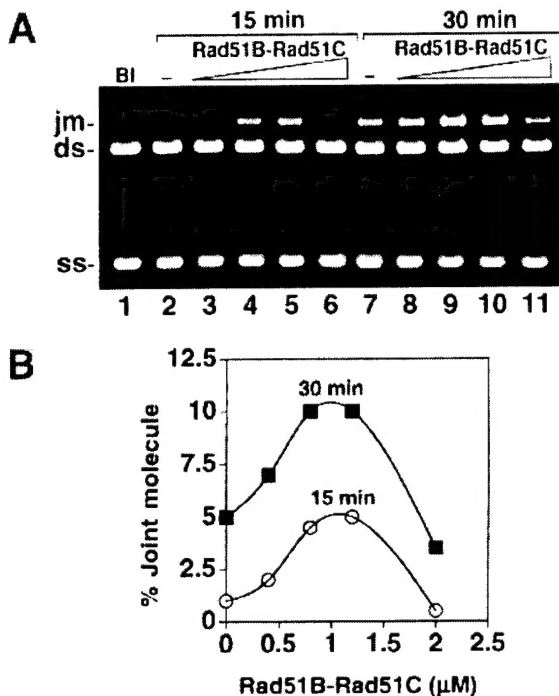 A
15 min 30 min
Rad51B-Rad51C Rad51B-Rad51C
BI – –
jm-
ds-
ss-
1 2 3 4 5 6 7 8 9 10 11
B
12.5
10
7.5
5
2.5
0
% Joint molecule
30 min
15 min
0 0.5 1 1.5 2 2.5
Rad51B-Rad51C (μM)